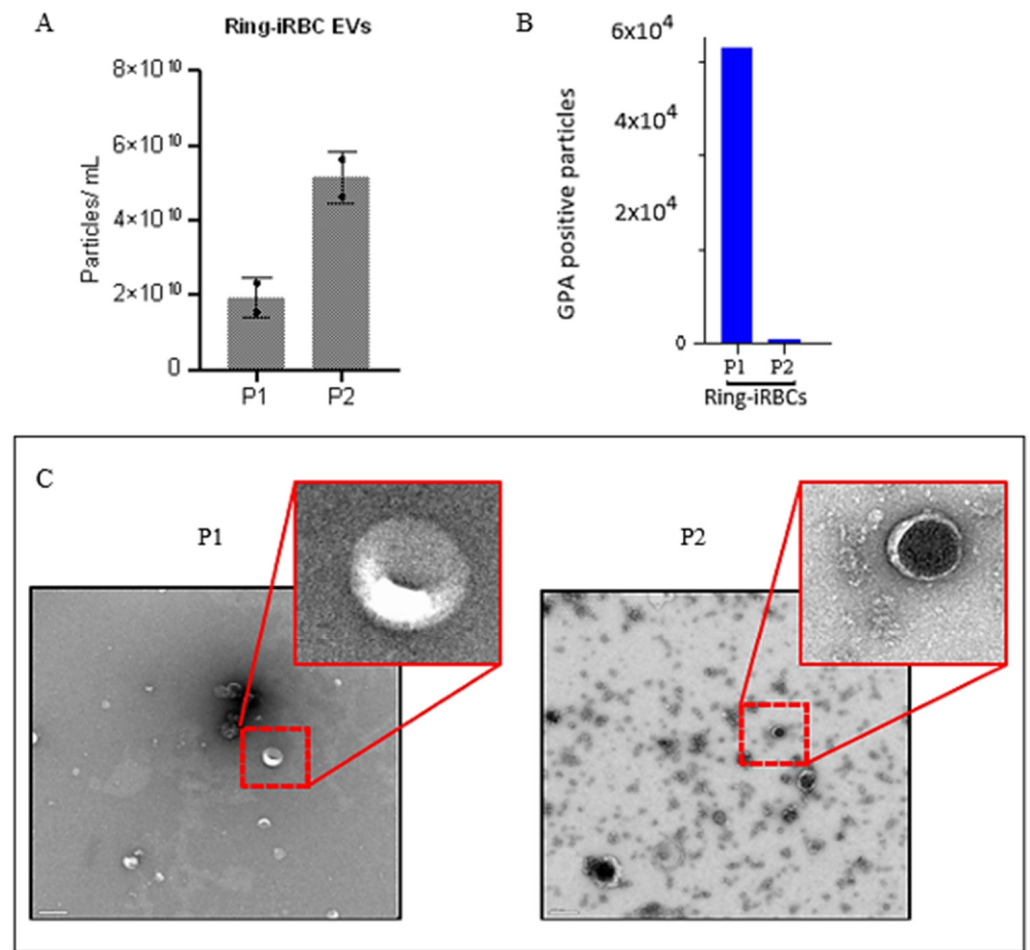 A
Ring-iRBC EVs
Particles/ mL
8×10¹⁰
6×10¹⁰
4×10¹⁰
2×10¹⁰
0
P1 P2
B
GPA positive particles
6x10⁴
4x10⁴
2x10⁴
0
P1 P2
Ring-iRBCs
C
P1
P2